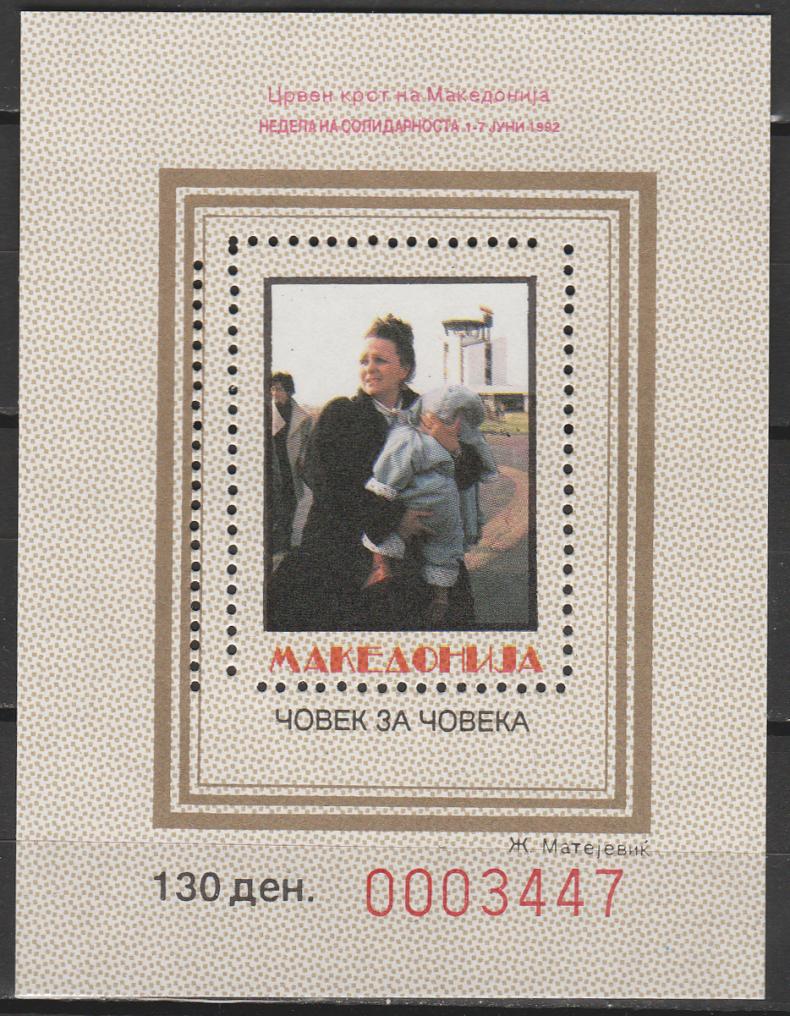 Црвен крст на Македонија
НЕДЕЛА НА СОЛИДАРНОСТА 1-7 ЈУНИ 1992
МАКЕДОНИЈА
ЧОВЕК ЗА ЧОВЕКА
Ж. Матејевиќ
130 ден. 0003447